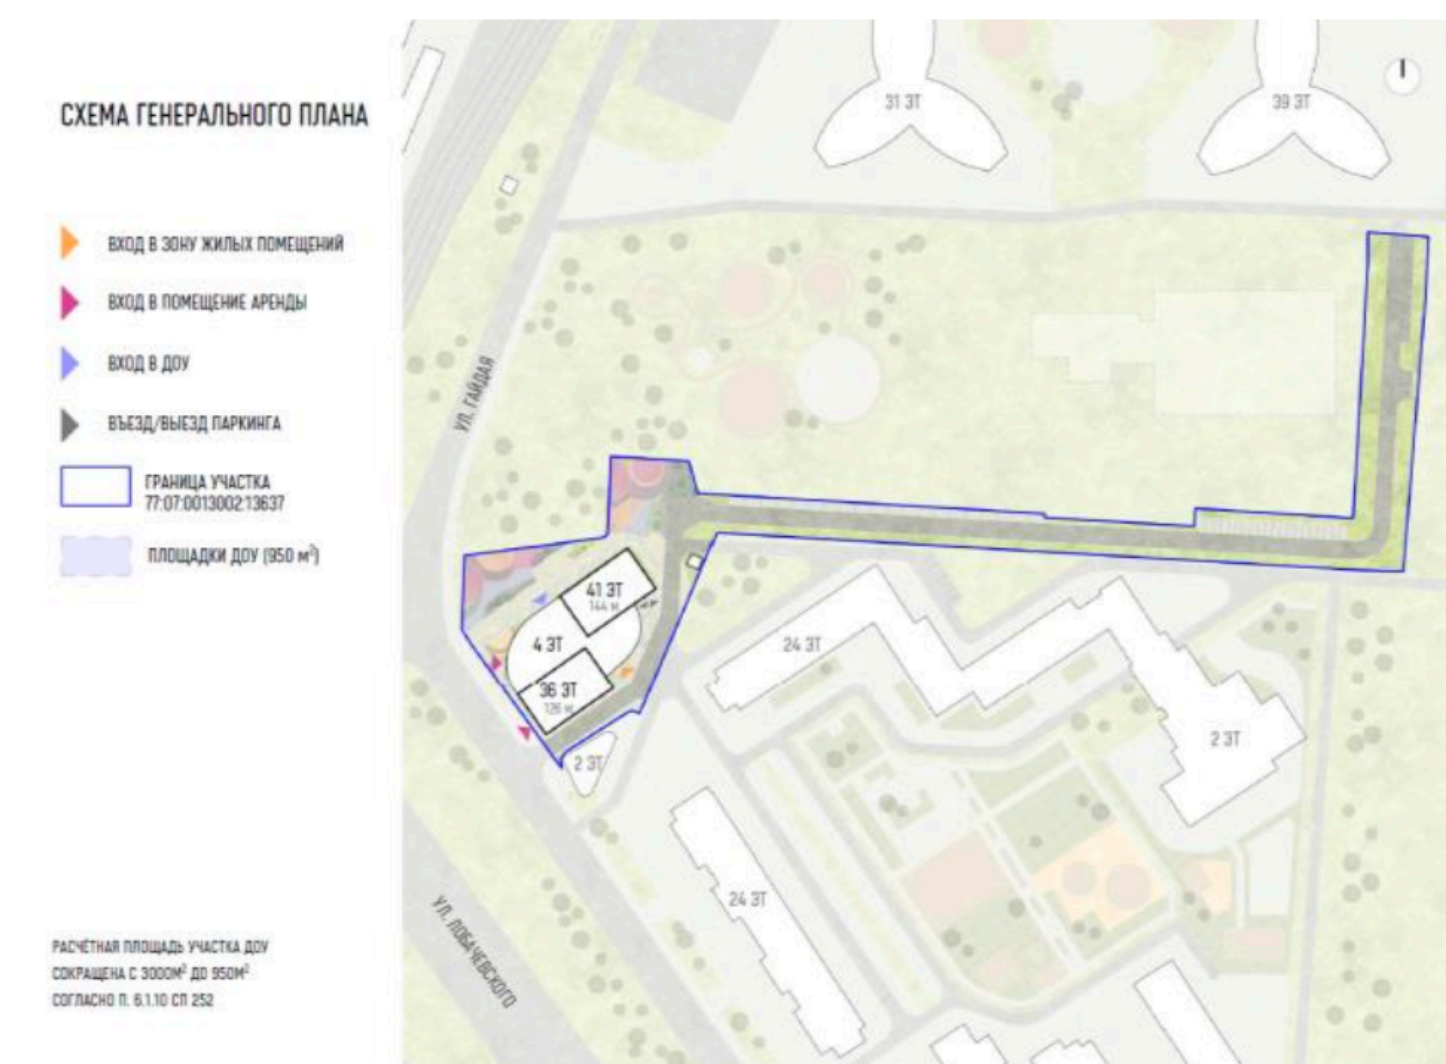 СХЕМА ГЕНЕРАЛЬНОГО ПЛАНА
ВХОД В ЗОНУ ЖИЛЫХ ПОМЕЩЕНИЙ
ВХОД В ПОМЕЩЕНИЕ АРЕНДЫ
ВХОД В ДОУ
ВЪЕЗД/ВЫЕЗД ПАРКИНГА
ГРАНИЦА УЧАСТКА
77:07:0013002:13637
ПЛОЩАДКИ ДОУ (950 м²)
РАСЧЁТНАЯ ПЛОЩАДЬ УЧАСТКА ДОУ
СОКРАЩЕНА С 3000М² ДО 950М²
СОГЛАСНО П. 6.1.10 СП 252
31 ЭТ
39 ЭТ
УЛ. ГАЙДАЯ
41 ЭТ
144 м
4 ЭТ
36 ЭТ
126 м
2 ЭТ
24 ЭТ
2 ЭТ
24 ЭТ
УЛ. ЛОБАЧЕВСКОГО